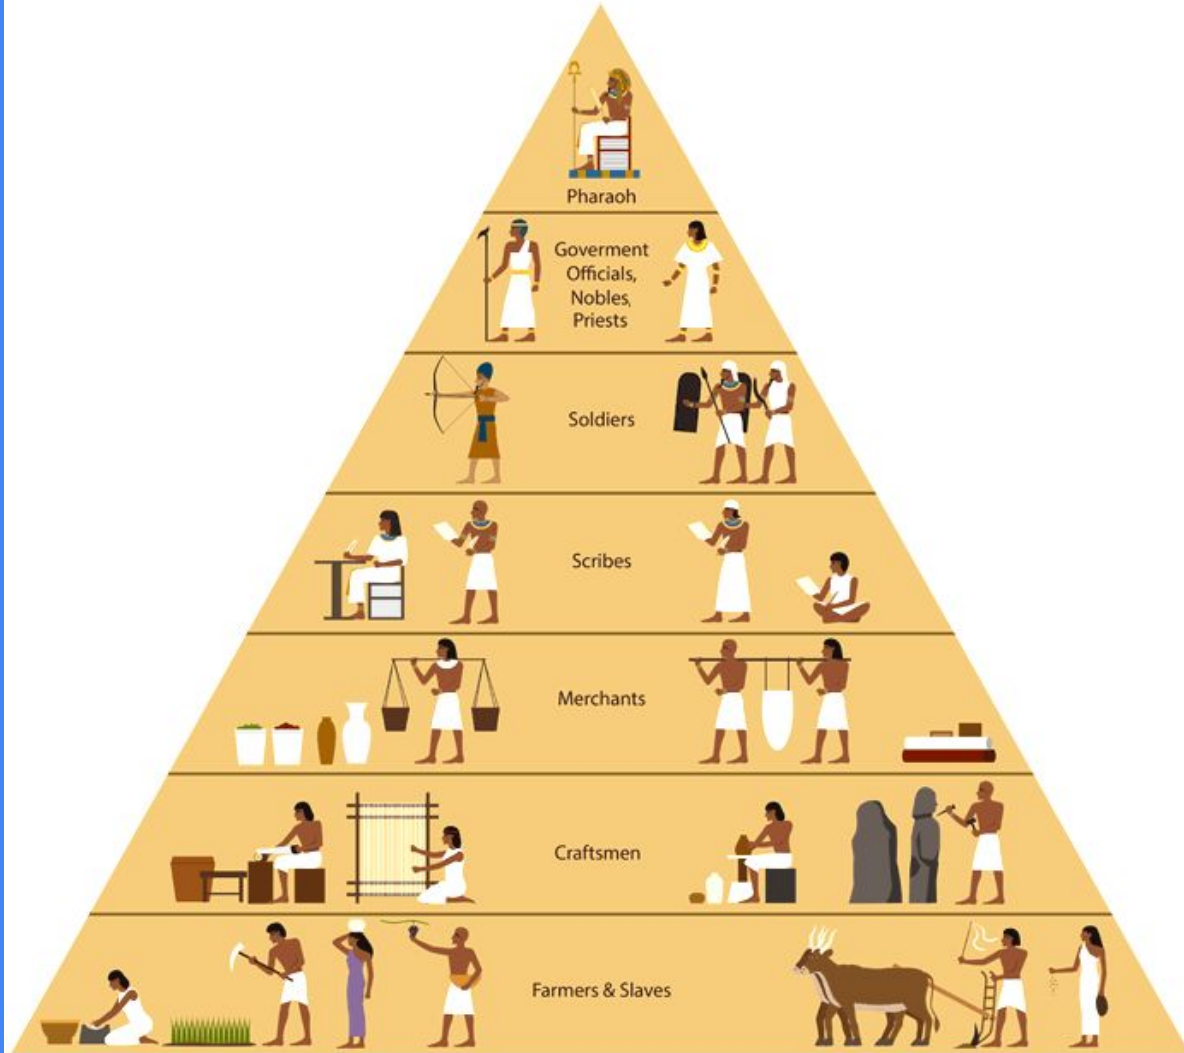 Pharaoh
Goverment
Officials,
Nobles,
Priests
Soldiers
Scribes
Merchants
Craftsmen
Farmers & Slaves